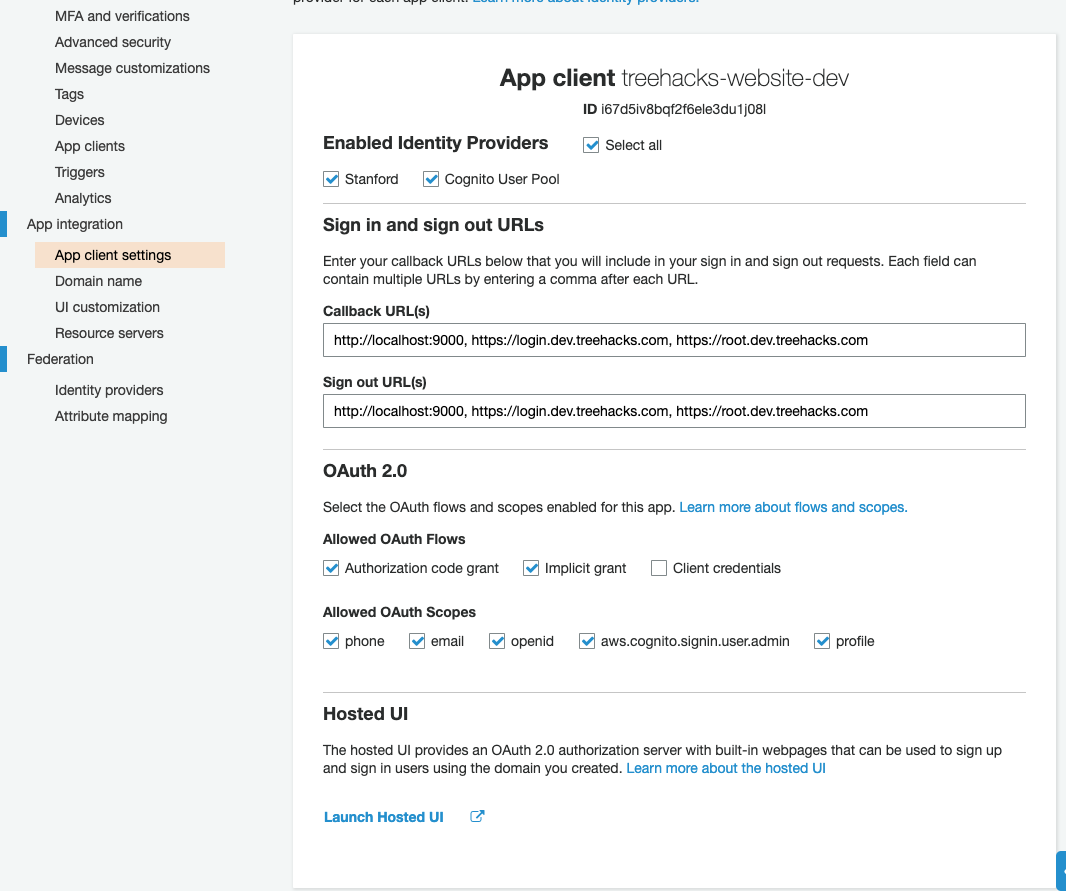 MFA and verifications
Advanced security
Message customizations
Tags
Devices
App clients
Triggers
Analytics
App integration
App client settings
Domain name
UI customization
Resource servers
Federation
Identity providers
Attribute mapping
provider for each app client. Learn more about identity providers.
App client treehacks-website-dev
ID i67d5iv8bqf2f6ele3du1j08l
Enabled Identity Providers Select all
Stanford Cognito User Pool
Sign in and sign out URLs
Enter your callback URLs below that you will include in your sign in and sign out requests. Each field can
contain multiple URLs by entering a comma after each URL.
Callback URL(s)
http://localhost:9000, https://login.dev.treehacks.com, https://root.dev.treehacks.com
Sign out URL(s)
http://localhost:9000, https://login.dev.treehacks.com, https://root.dev.treehacks.com
OAuth 2.0
Select the OAuth flows and scopes enabled for this app. Learn more about flows and scopes.
Allowed OAuth Flows
Authorization code grant Implicit grant Client credentials
Allowed OAuth Scopes
phone email openid aws.cognito.signin.user.admin profile
Hosted UI
The hosted UI provides an OAuth 2.0 authorization server with built-in webpages that can be used to sign up
and sign in users using the domain you created. Learn more about the hosted UI
Launch Hosted UI